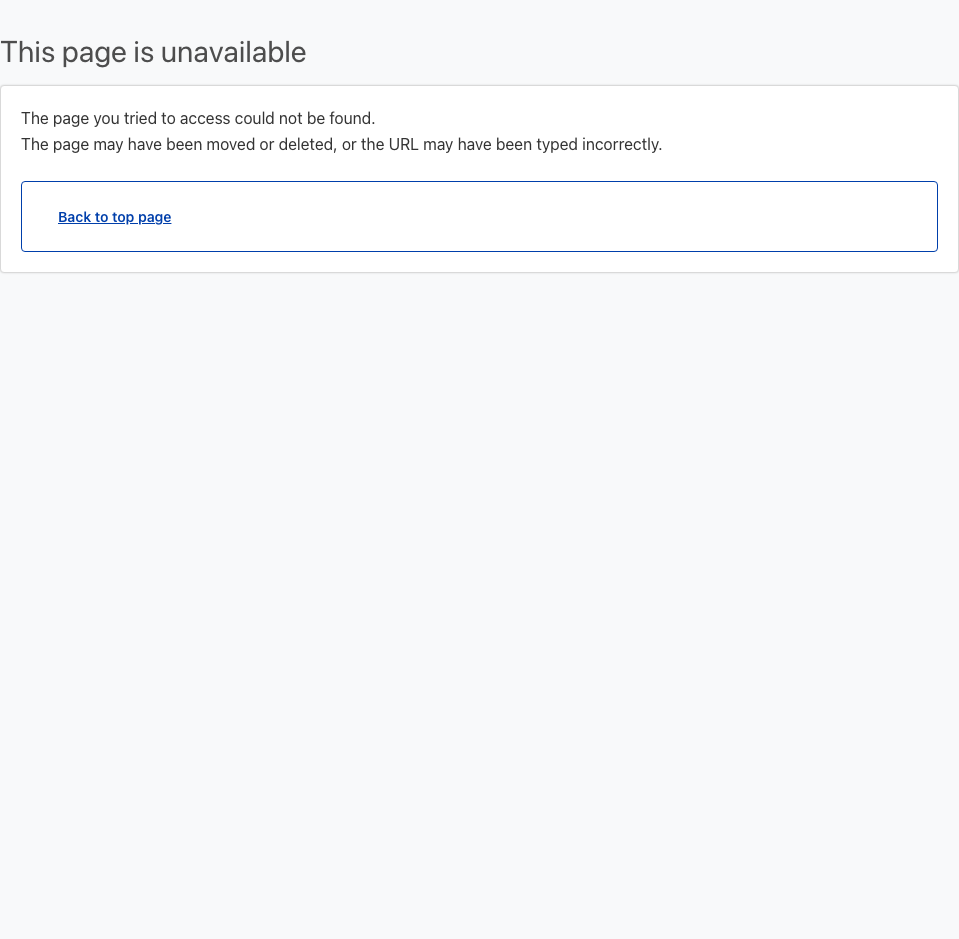 This page is unavailable
The page you tried to access could not be found.
The page may have been moved or deleted, or the URL may have been typed incorrectly.
Back to top page